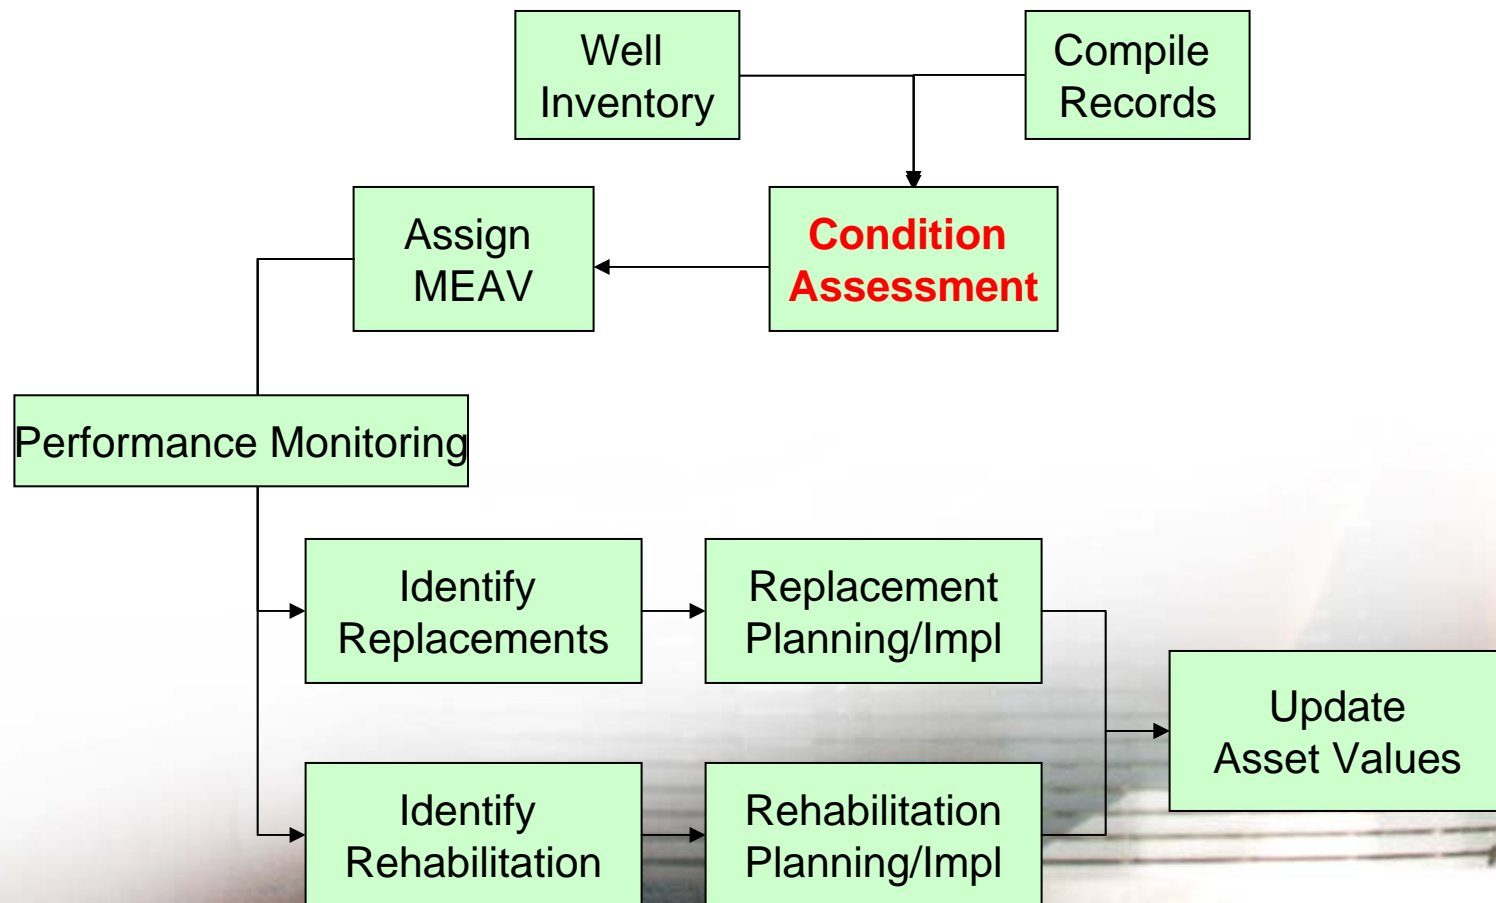 Well
Inventory
Compile
Records
Assign
MEAV
Condition
Assessment
Performance Monitoring
Identify
Replacements
Replacement
Planning/Impl
Update
Asset Values
Identify
Rehabilitation
Rehabilitation
Planning/Impl